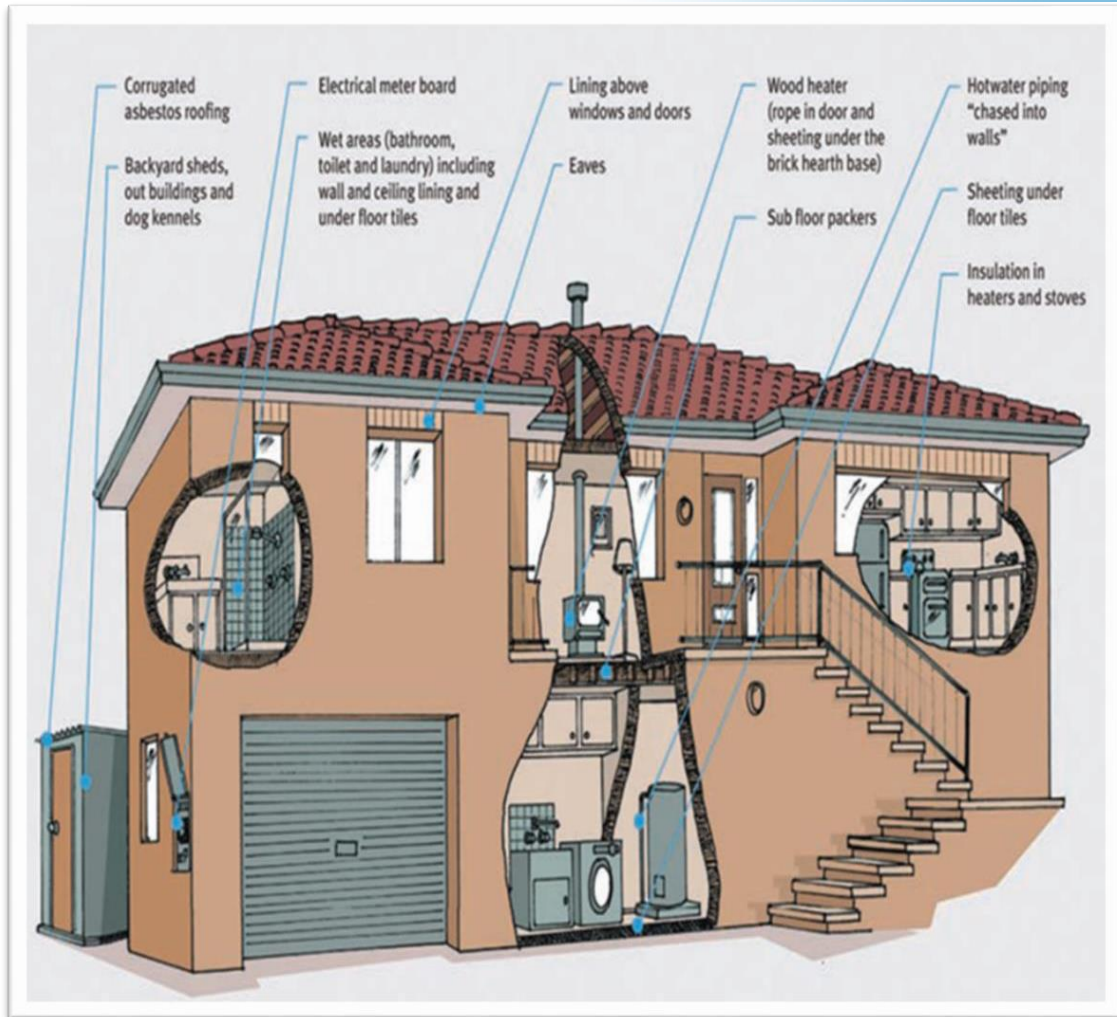 Corrugated
asbestos roofing
Backyard sheds,
out buildings and
dog kennels
Electrical meter board
Wet areas (bathroom,
toilet and laundry) including
wall and ceiling lining and
under floor tiles
Lining above
windows and doors
Eaves
Wood heater
(rope in door and
sheeting under the
brick hearth base)
Sub floor packers
Hotwater piping
“chased into
walls”
Sheeting under
floor tiles
Insulation in
heaters and stoves